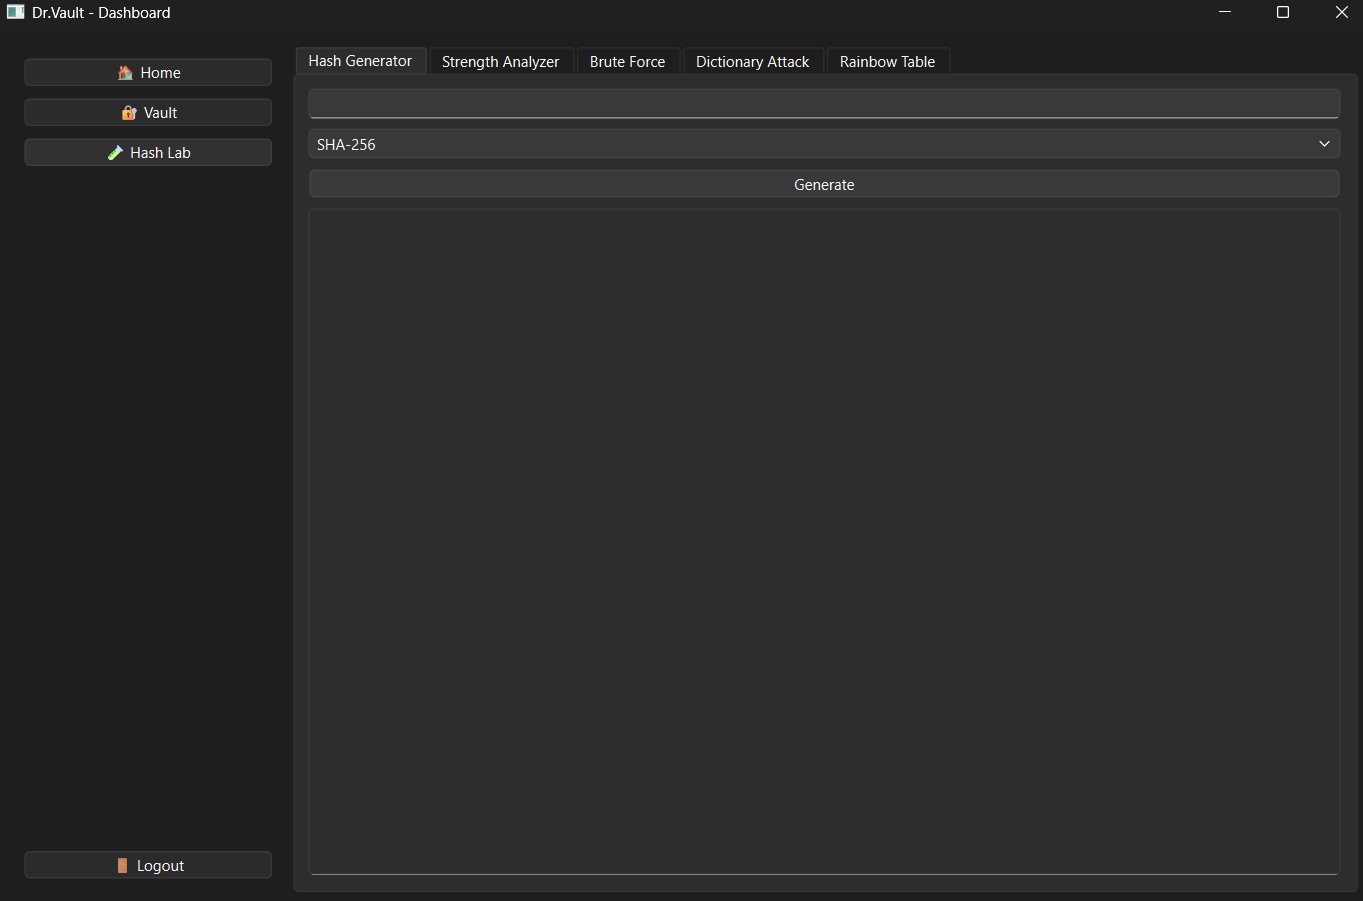 Dr.Vault - Dashboard
Home
Vault
Hash Lab
Logout
Hash Generator Strength Analyzer Brute Force Dictionary Attack Rainbow Table
SHA-256
Generate